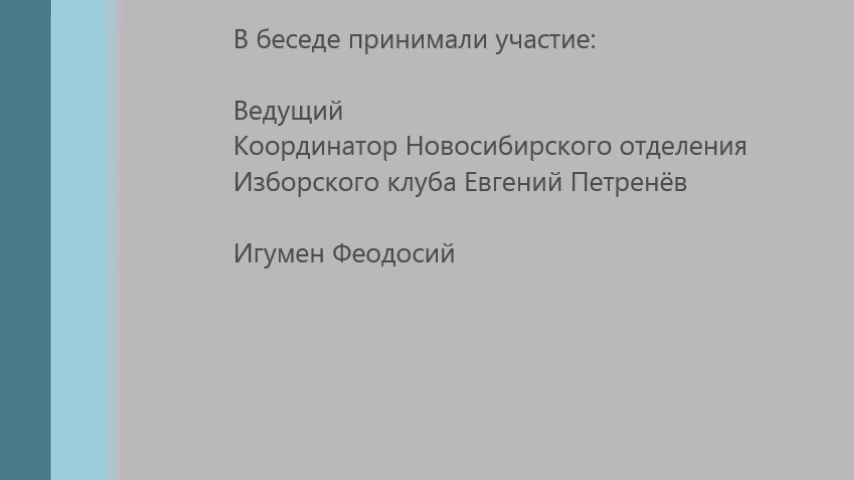 В беседе принимали участие:
Ведущий
Координатор Новосибирского отделения
Изборского клуба Евгений Петренёв
Игумен Феодосий